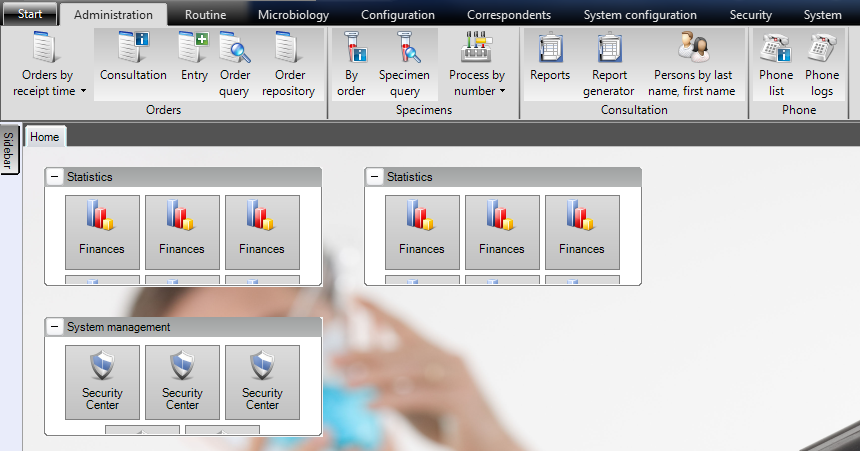 Start Administration Routine Microbiology Configuration Correspondents System configuration Security System
Orders by
receipt time
Consultation
Entry
Order
query
Order
repository
Orders
By
order
Specimen
query
Process by
number
Specimens
Reports
Report
generator
Persons by last
name, first name
Consultation
Phone
list
Phone
logs
Phone
Sidebar
Home
Statistics
Finances Finances Finances
Statistics
Finances Finances Finances
System management
Security
Center
Security
Center
Security
Center